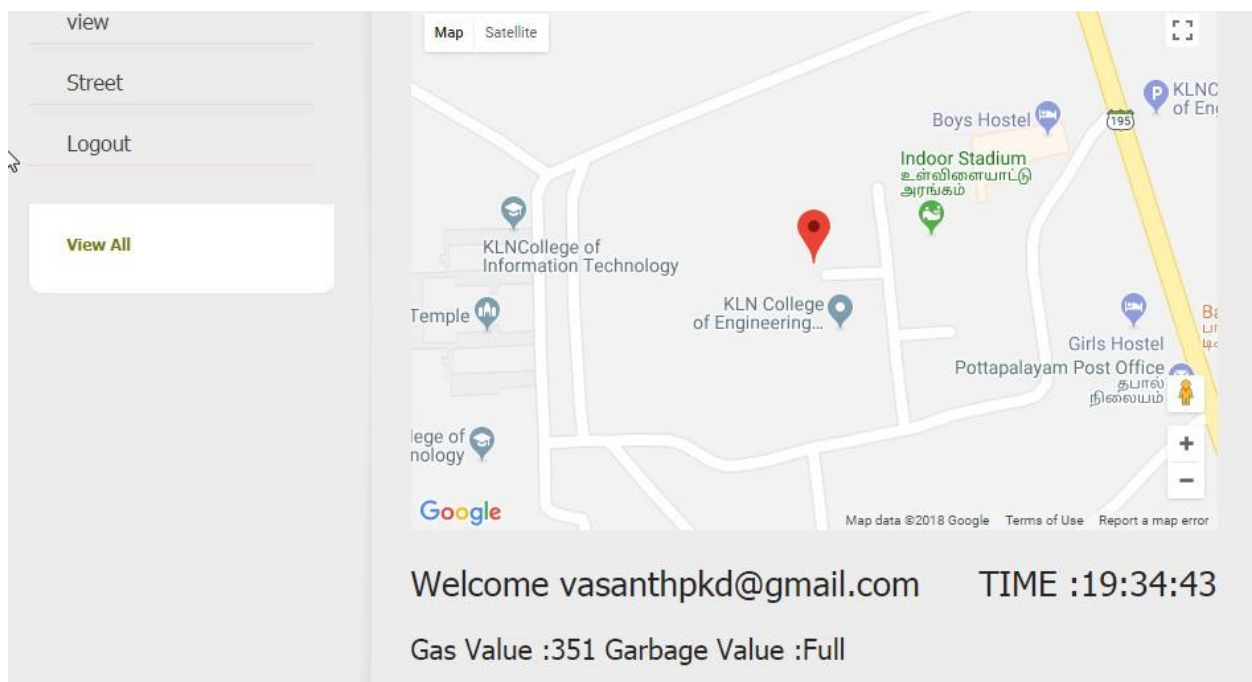 view
Street
Logout
View All
Map Satellite
KLNC
of Eng
195
Boys Hostel
Indoor Stadium
உள்விளையாட்டு
அரங்கம்
KLNCollege of
Information Technology
Temple
KLN College
of Engineering...
Girls Hostel
Pottapalayam Post Office
தபால்
நிலையம்
lege of
nology
Google
Map data ©2018 Google Terms of Use Report a map error
Welcome vasanthpkd@gmail.com TIME :19:34:43
Gas Value :351 Garbage Value :Full